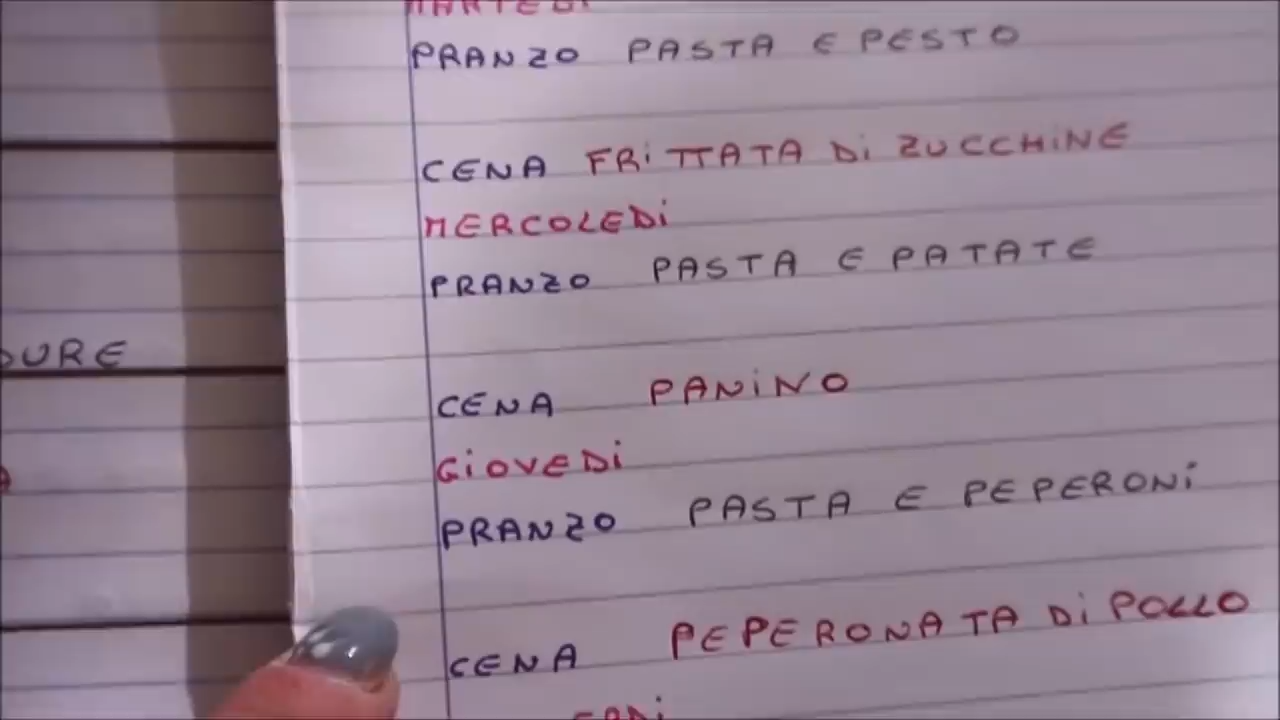 MARTEDi
PRANZO PASTA E PESTO
CENA FRiTTATA Di ZUCCHiNE
MERCOLEDi
PRANZO PASTA E PATATE
CENA PANiNO
GiOVEDi
PRANZO PASTA E PEPERONi
CENA PEPERONATA Di POLLO